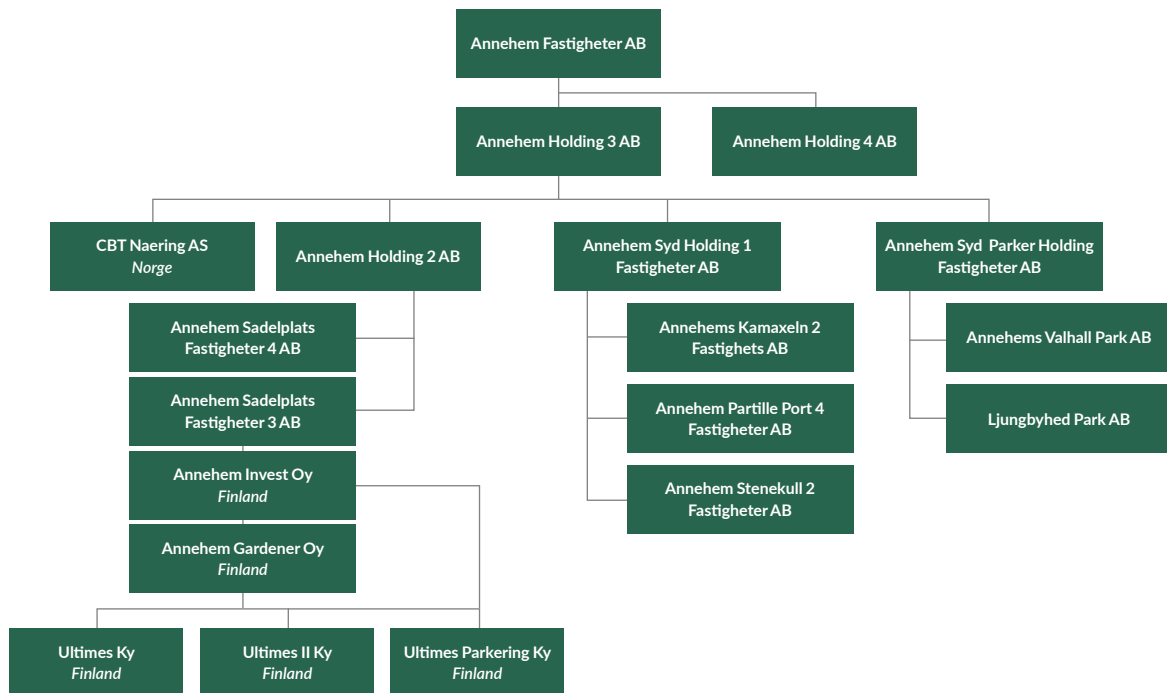 Annehem Fastigheter AB
Annehem Holding 3 AB
Annehem Holding 4 AB
CBT Naering AS
Norge
Annehem Holding 2 AB
Annehem Syd Holding 1
Fastigheter AB
Annehem Syd Parker Holding
Fastigheter AB
Annehem Sadelplats
Fastigheter 4 AB
Annehem Sadelplats
Fastigheter 3 AB
Annehem Invest Oy
Finland
Annehem Gardener Oy
Finland
Ultimes Ky
Finland
Ultimes II Ky
Finland
Ultimes Parkering Ky
Finland
Annehems Kamaxeln 2
Fastighets AB
Annehem Partille Port 4
Fastigheter AB
Annehem Stenekull 2
Fastigheter AB
Annehems Valhall Park AB
Ljungbyhed Park AB